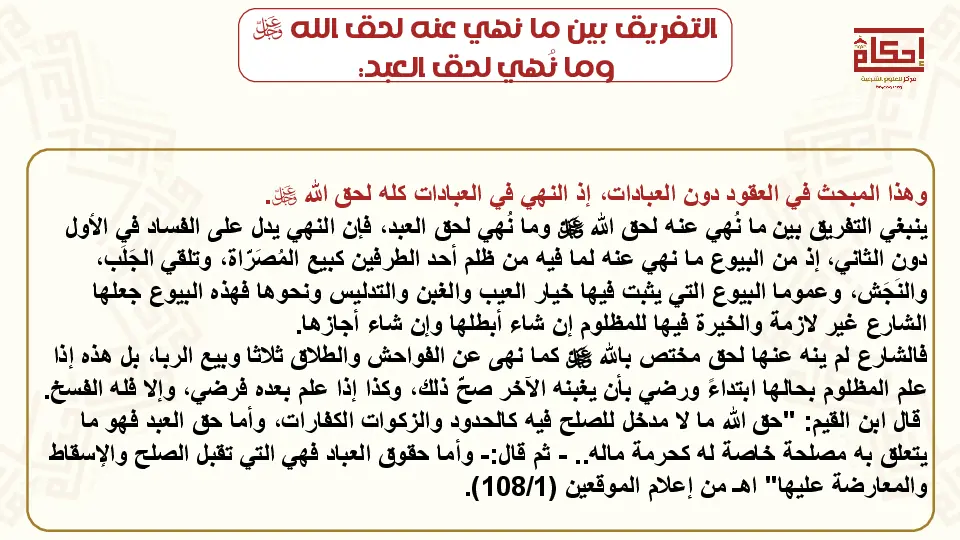 التفريق بين ما نهي عنه لحق الله ﷿
وما نُهي لحق العبد:
إحكام
مركز للعلوم الشرعية
وهذا المبحث في العقود دون العبادات، إذ النهي في العبادات كله لحق الله ﷿.
ينبغي التفريق بين ما نُهي عنه لحق الله ﷿ وما نُهي لحق العبد، فإن النهي يدل على الفساد في الأول
دون الثاني، إذ من البيوع ما نهي عنه لما فيه من ظلم أحد الطرفين كبيع المُصَرّاة، وتلقي الجَلَب،
والنَجَش، وعموما البيوع التي يثبت فيها خيار العيب والغبن والتدليس ونحوها فهذه البيوع جعلها
الشارع غير لازمة والخيرة فيها للمظلوم إن شاء أبطلها وإن شاء أجازها.
فالشارع لم ينه عنها لحق مختص بالله ﷿ كما نهى عن الفواحش والطلاق ثلاثا وبيع الربا، بل هذه إذا
علم المظلوم بحالها ابتداءً ورضي بأن يغبنه الآخر صحّ ذلك، وكذا إذا علم بعده فرضي، وإلا فله الفسخ.
قال ابن القيم: "حق الله ما لا مدخل للصلح فيه كالحدود والزكوات الكفارات، وأما حق العبد فهو ما
يتعلق به مصلحة خاصة له كحرمة ماله.. - ثم قال:- وأما حقوق العباد فهي التي تقبل الصلح والإسقاط
والمعارضة عليها" اهـ من إعلام الموقعين (108/1).